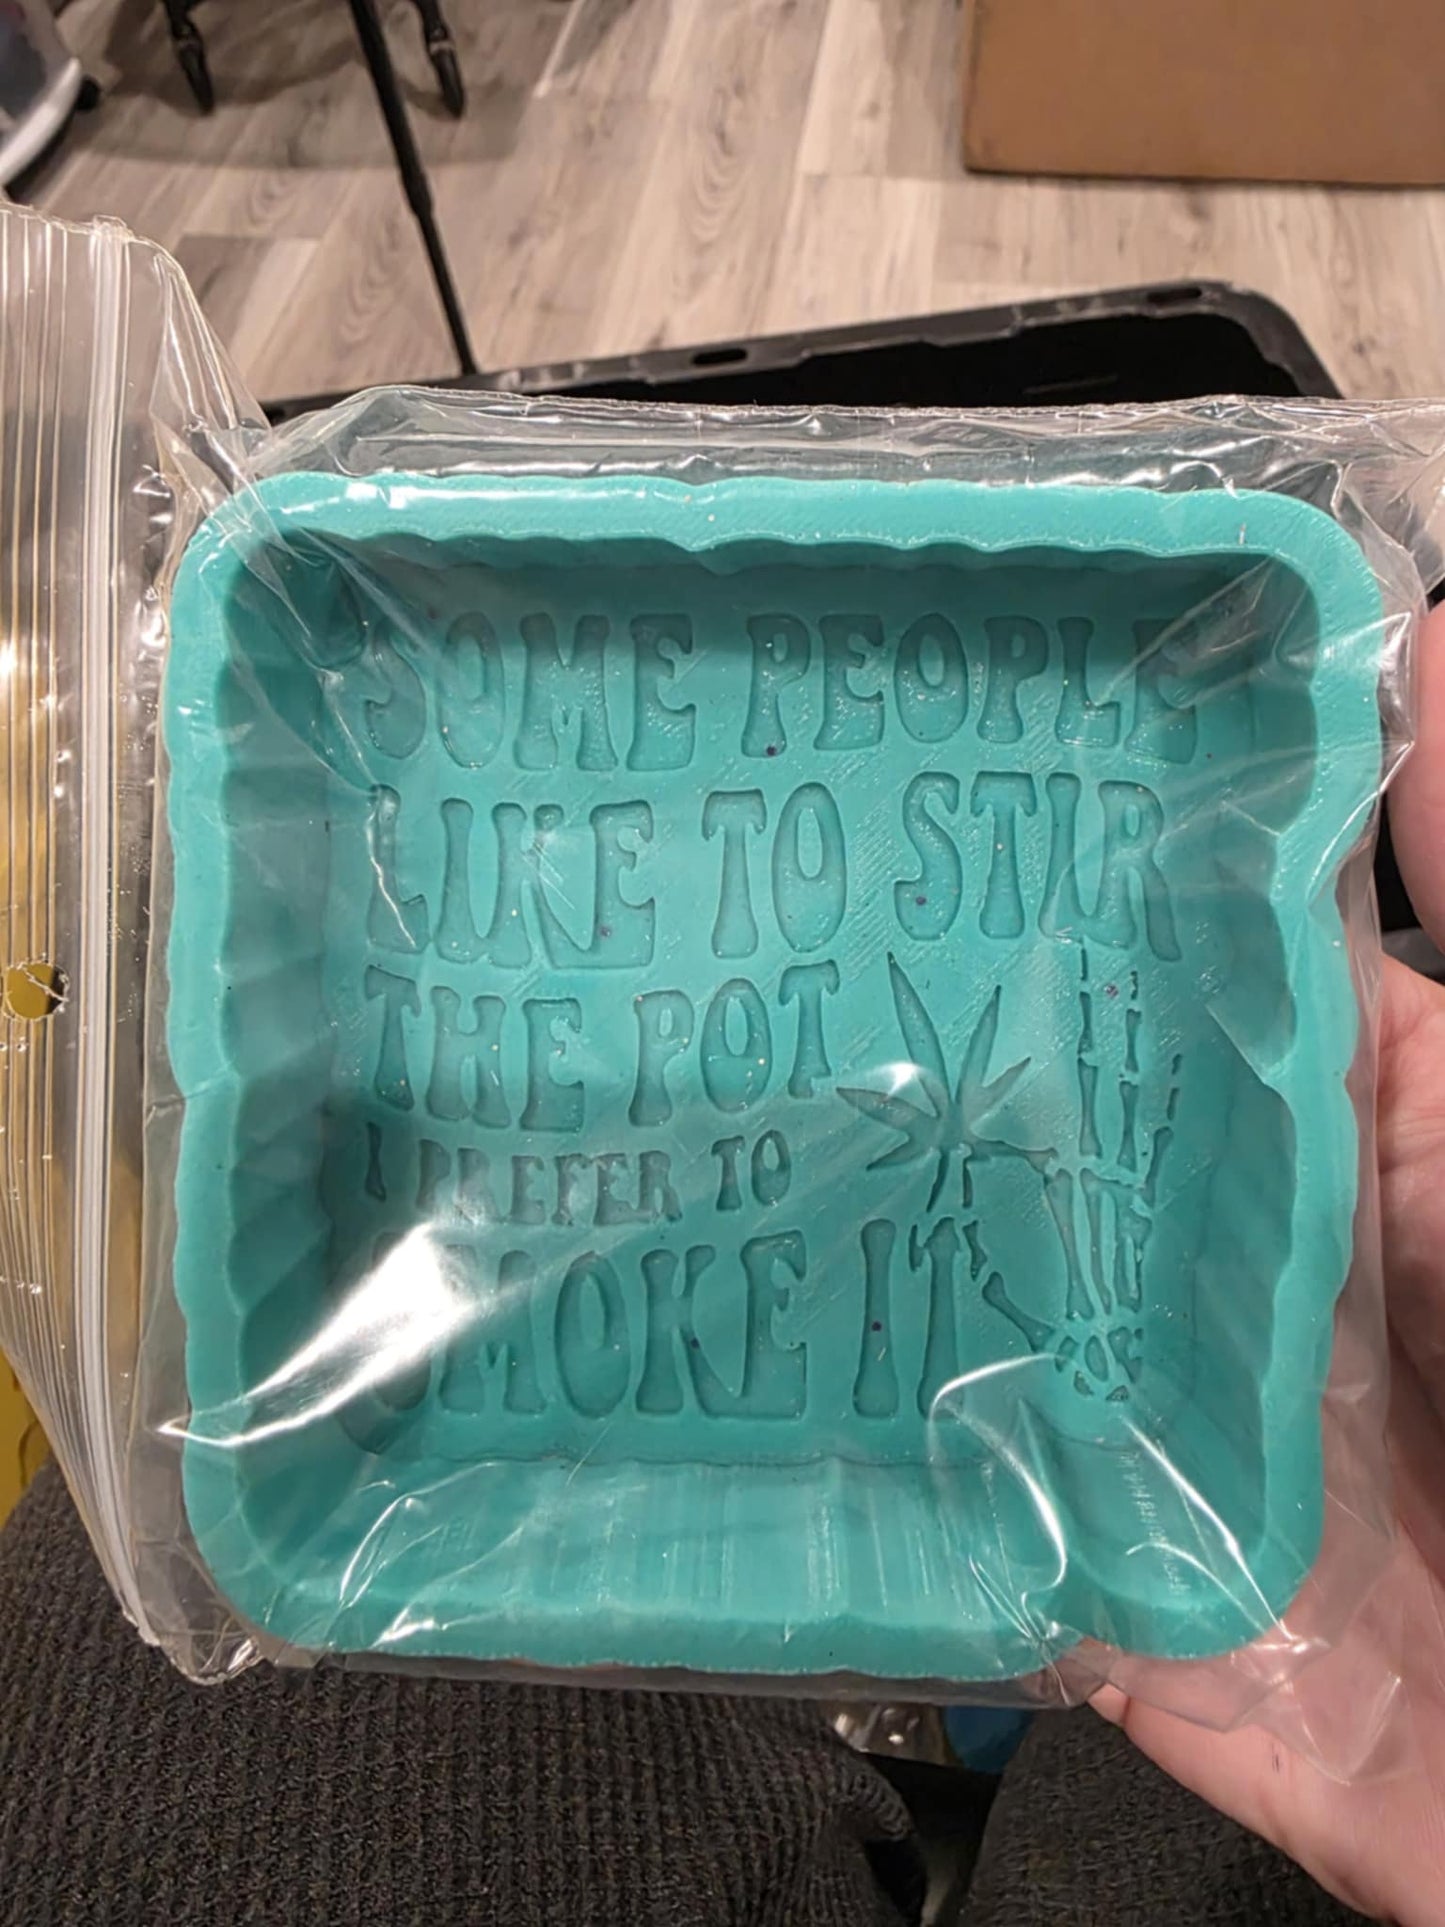 SOME PEOPLE
LIKE TO STIR
THE POT
I PREFER TO
SMOKE IT